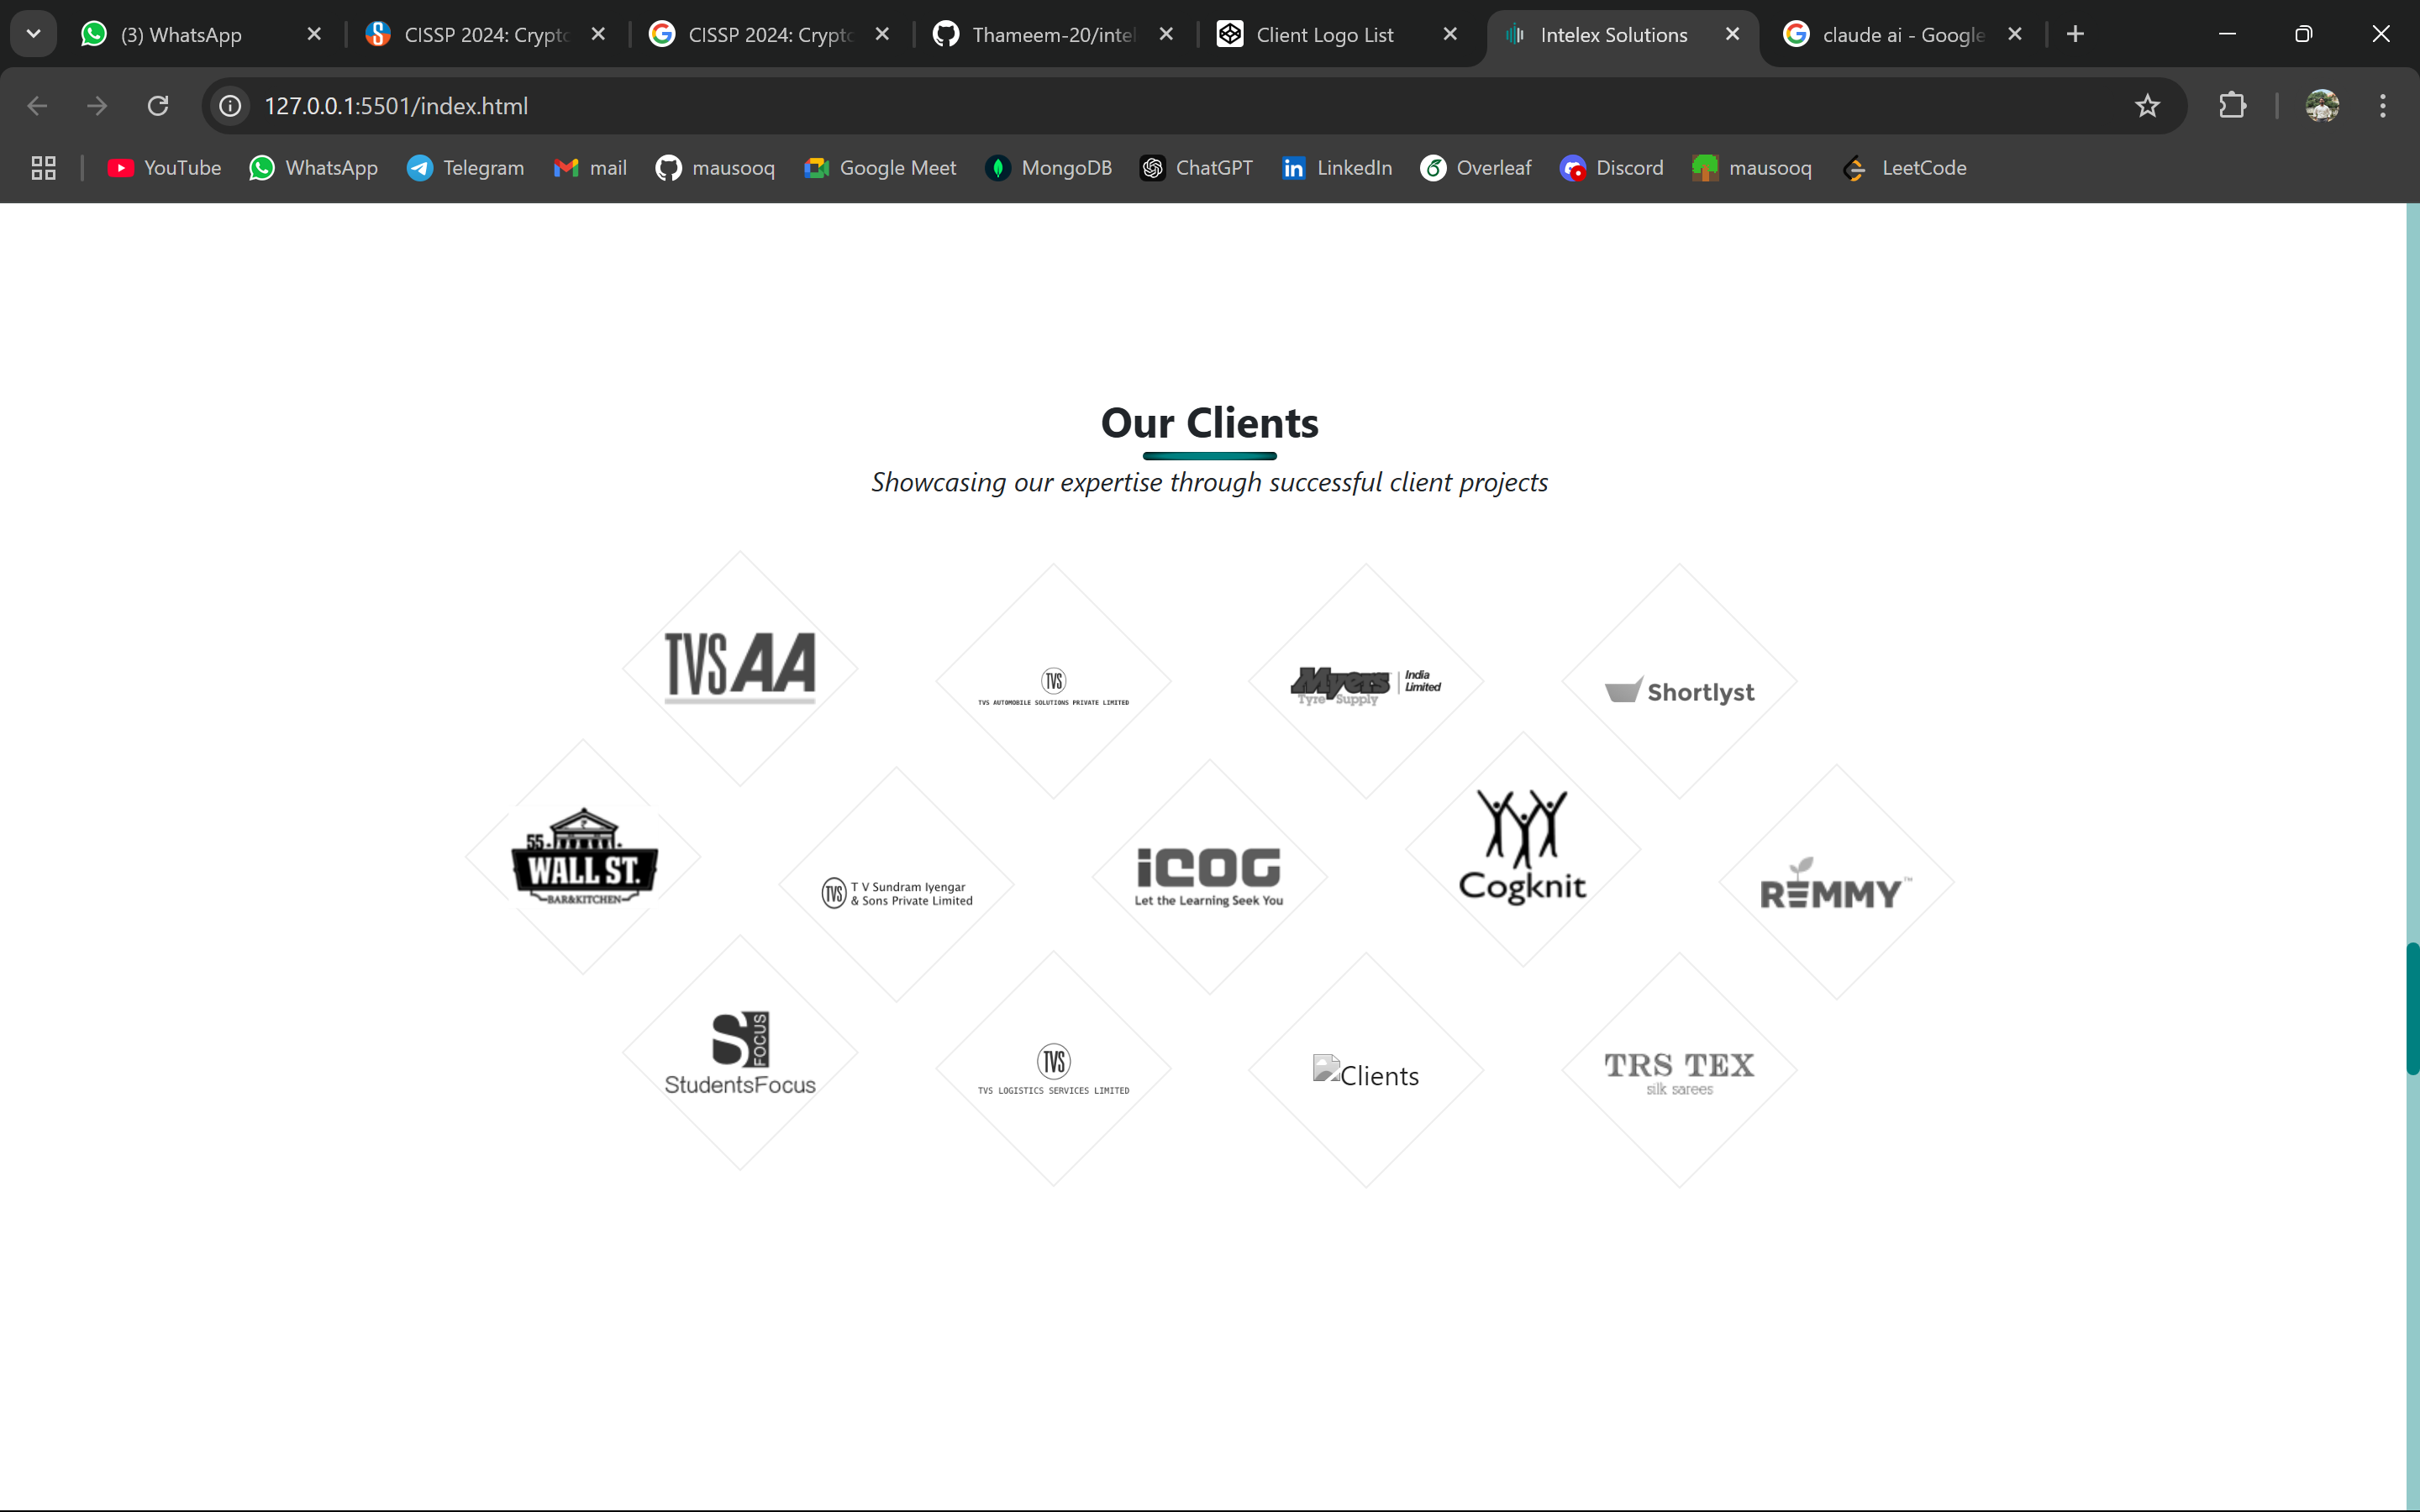 (3) WhatsApp
CISSP 2024: Crypto
CISSP 2024: Crypto
Thameem-20/intel
Client Logo List
Intelex Solutions
claude ai - Google
127.0.0.1:5501/index.html
YouTube
WhatsApp
Telegram
mail
mausooq
Google Meet
MongoDB
ChatGPT
LinkedIn
Overleaf
Discord
mausooq
LeetCode
Our Clients
Showcasing our expertise through successful client projects
TVS AA
TVS
TVS AUTOMOBILE SOLUTIONS PRIVATE LIMITED
Myers
Tyre Supply
India
Limited
Shortlyst
55
WALL ST.
BAR&KITCHEN
TVS
T V Sundram Iyengar
& Sons Private Limited
iCOG
Let the Learning Seek You
Cogknit
REMMY™
S FOCUS
StudentsFocus
TVS
TVS LOGISTICS SERVICES LIMITED
Clients
TRS TEX
silk sarees